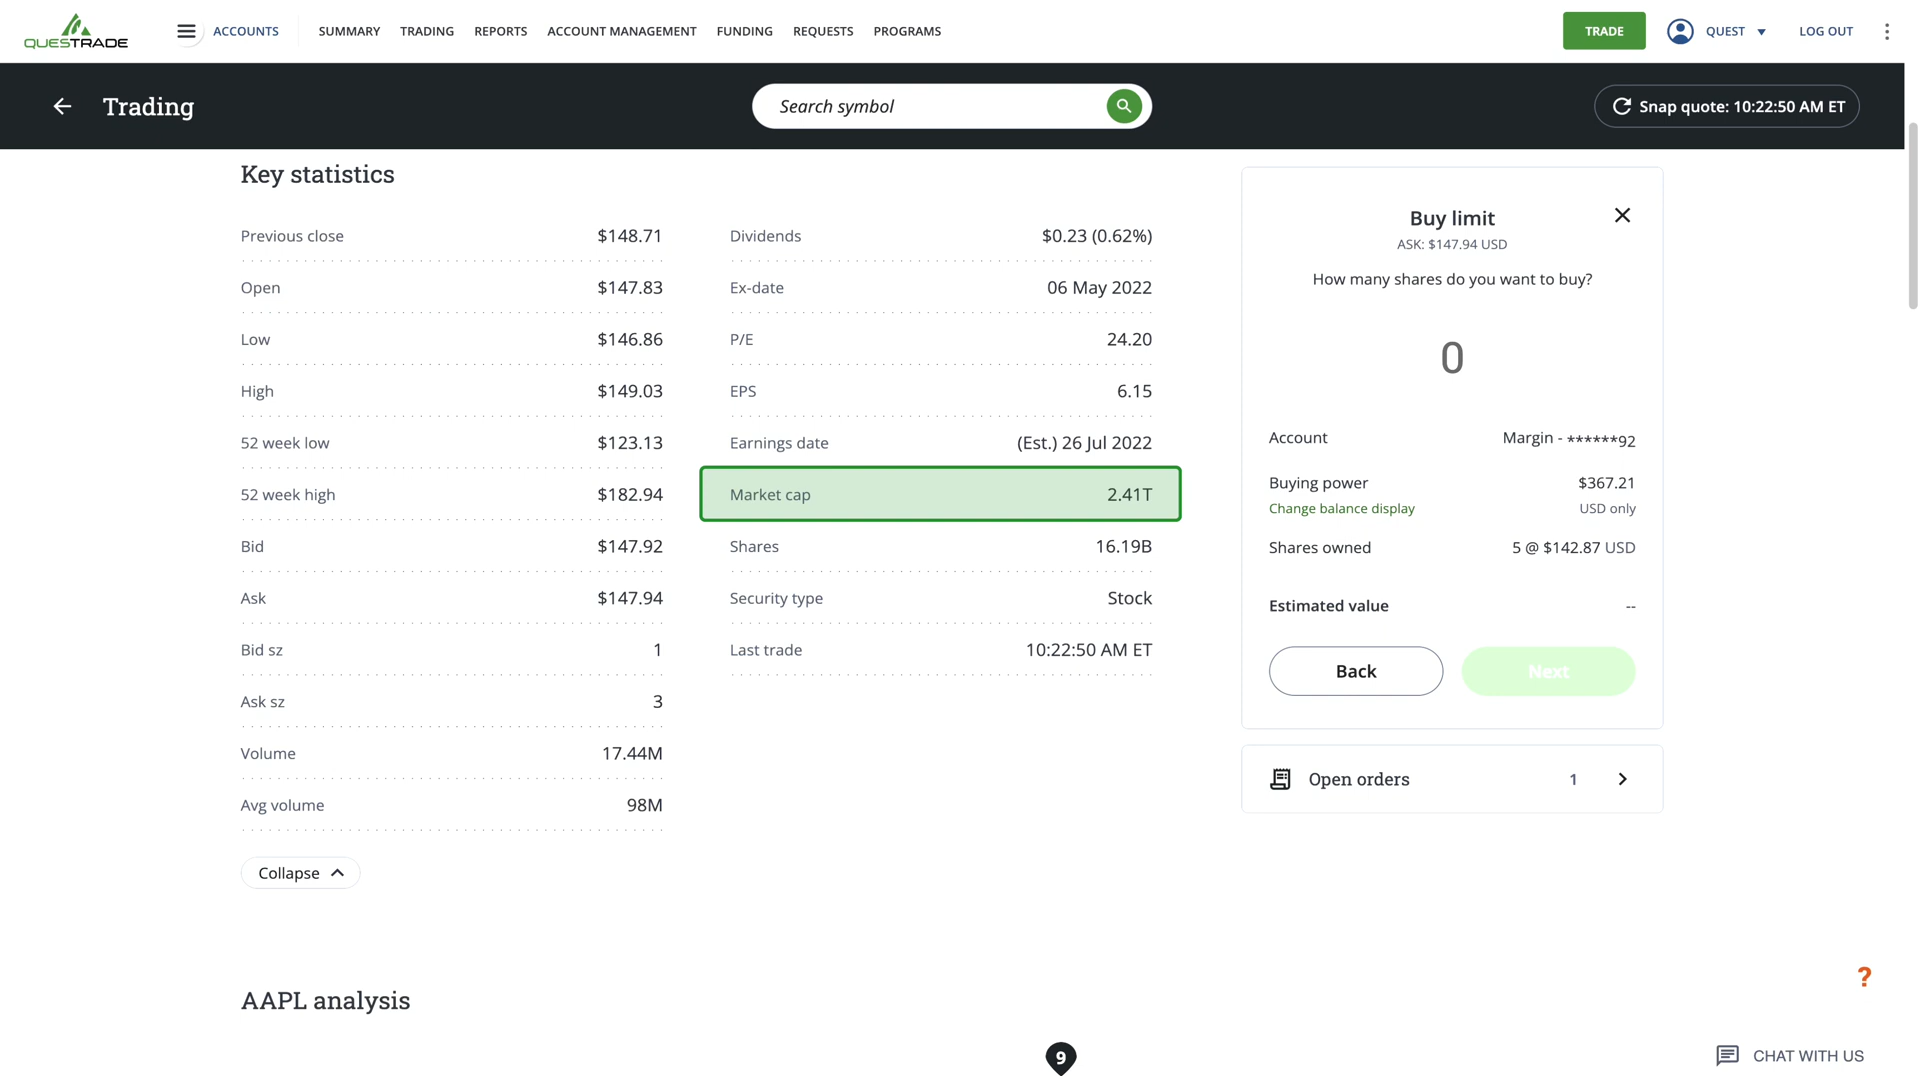 QUESTRADE
ACCOUNTS
SUMMARY
TRADING
REPORTS
ACCOUNT MANAGEMENT
FUNDING
REQUESTS
PROGRAMS
TRADE
QUEST
LOG OUT
Trading
Search symbol
Snap quote: 10:22:50 AM ET
Key statistics
Previous close $148.71
Open $147.83
Low $146.86
High $149.03
52 week low $123.13
52 week high $182.94
Bid $147.92
Ask $147.94
Bid sz 1
Ask sz 3
Volume 17.44M
Avg volume 98M
Dividends $0.23 (0.62%)
Ex-date 06 May 2022
P/E 24.20
EPS 6.15
Earnings date (Est.) 26 Jul 2022
Market cap 2.41T
Shares 16.19B
Security type Stock
Last trade 10:22:50 AM ET
Collapse
Buy limit
ASK: $147.94 USD
How many shares do you want to buy?
0
Account Margin - ******92
Buying power $367.21
Change balance display USD only
Shares owned 5 @ $142.87 USD
Estimated value --
Back
Next
Open orders 1
AAPL analysis
?
9
CHAT WITH US